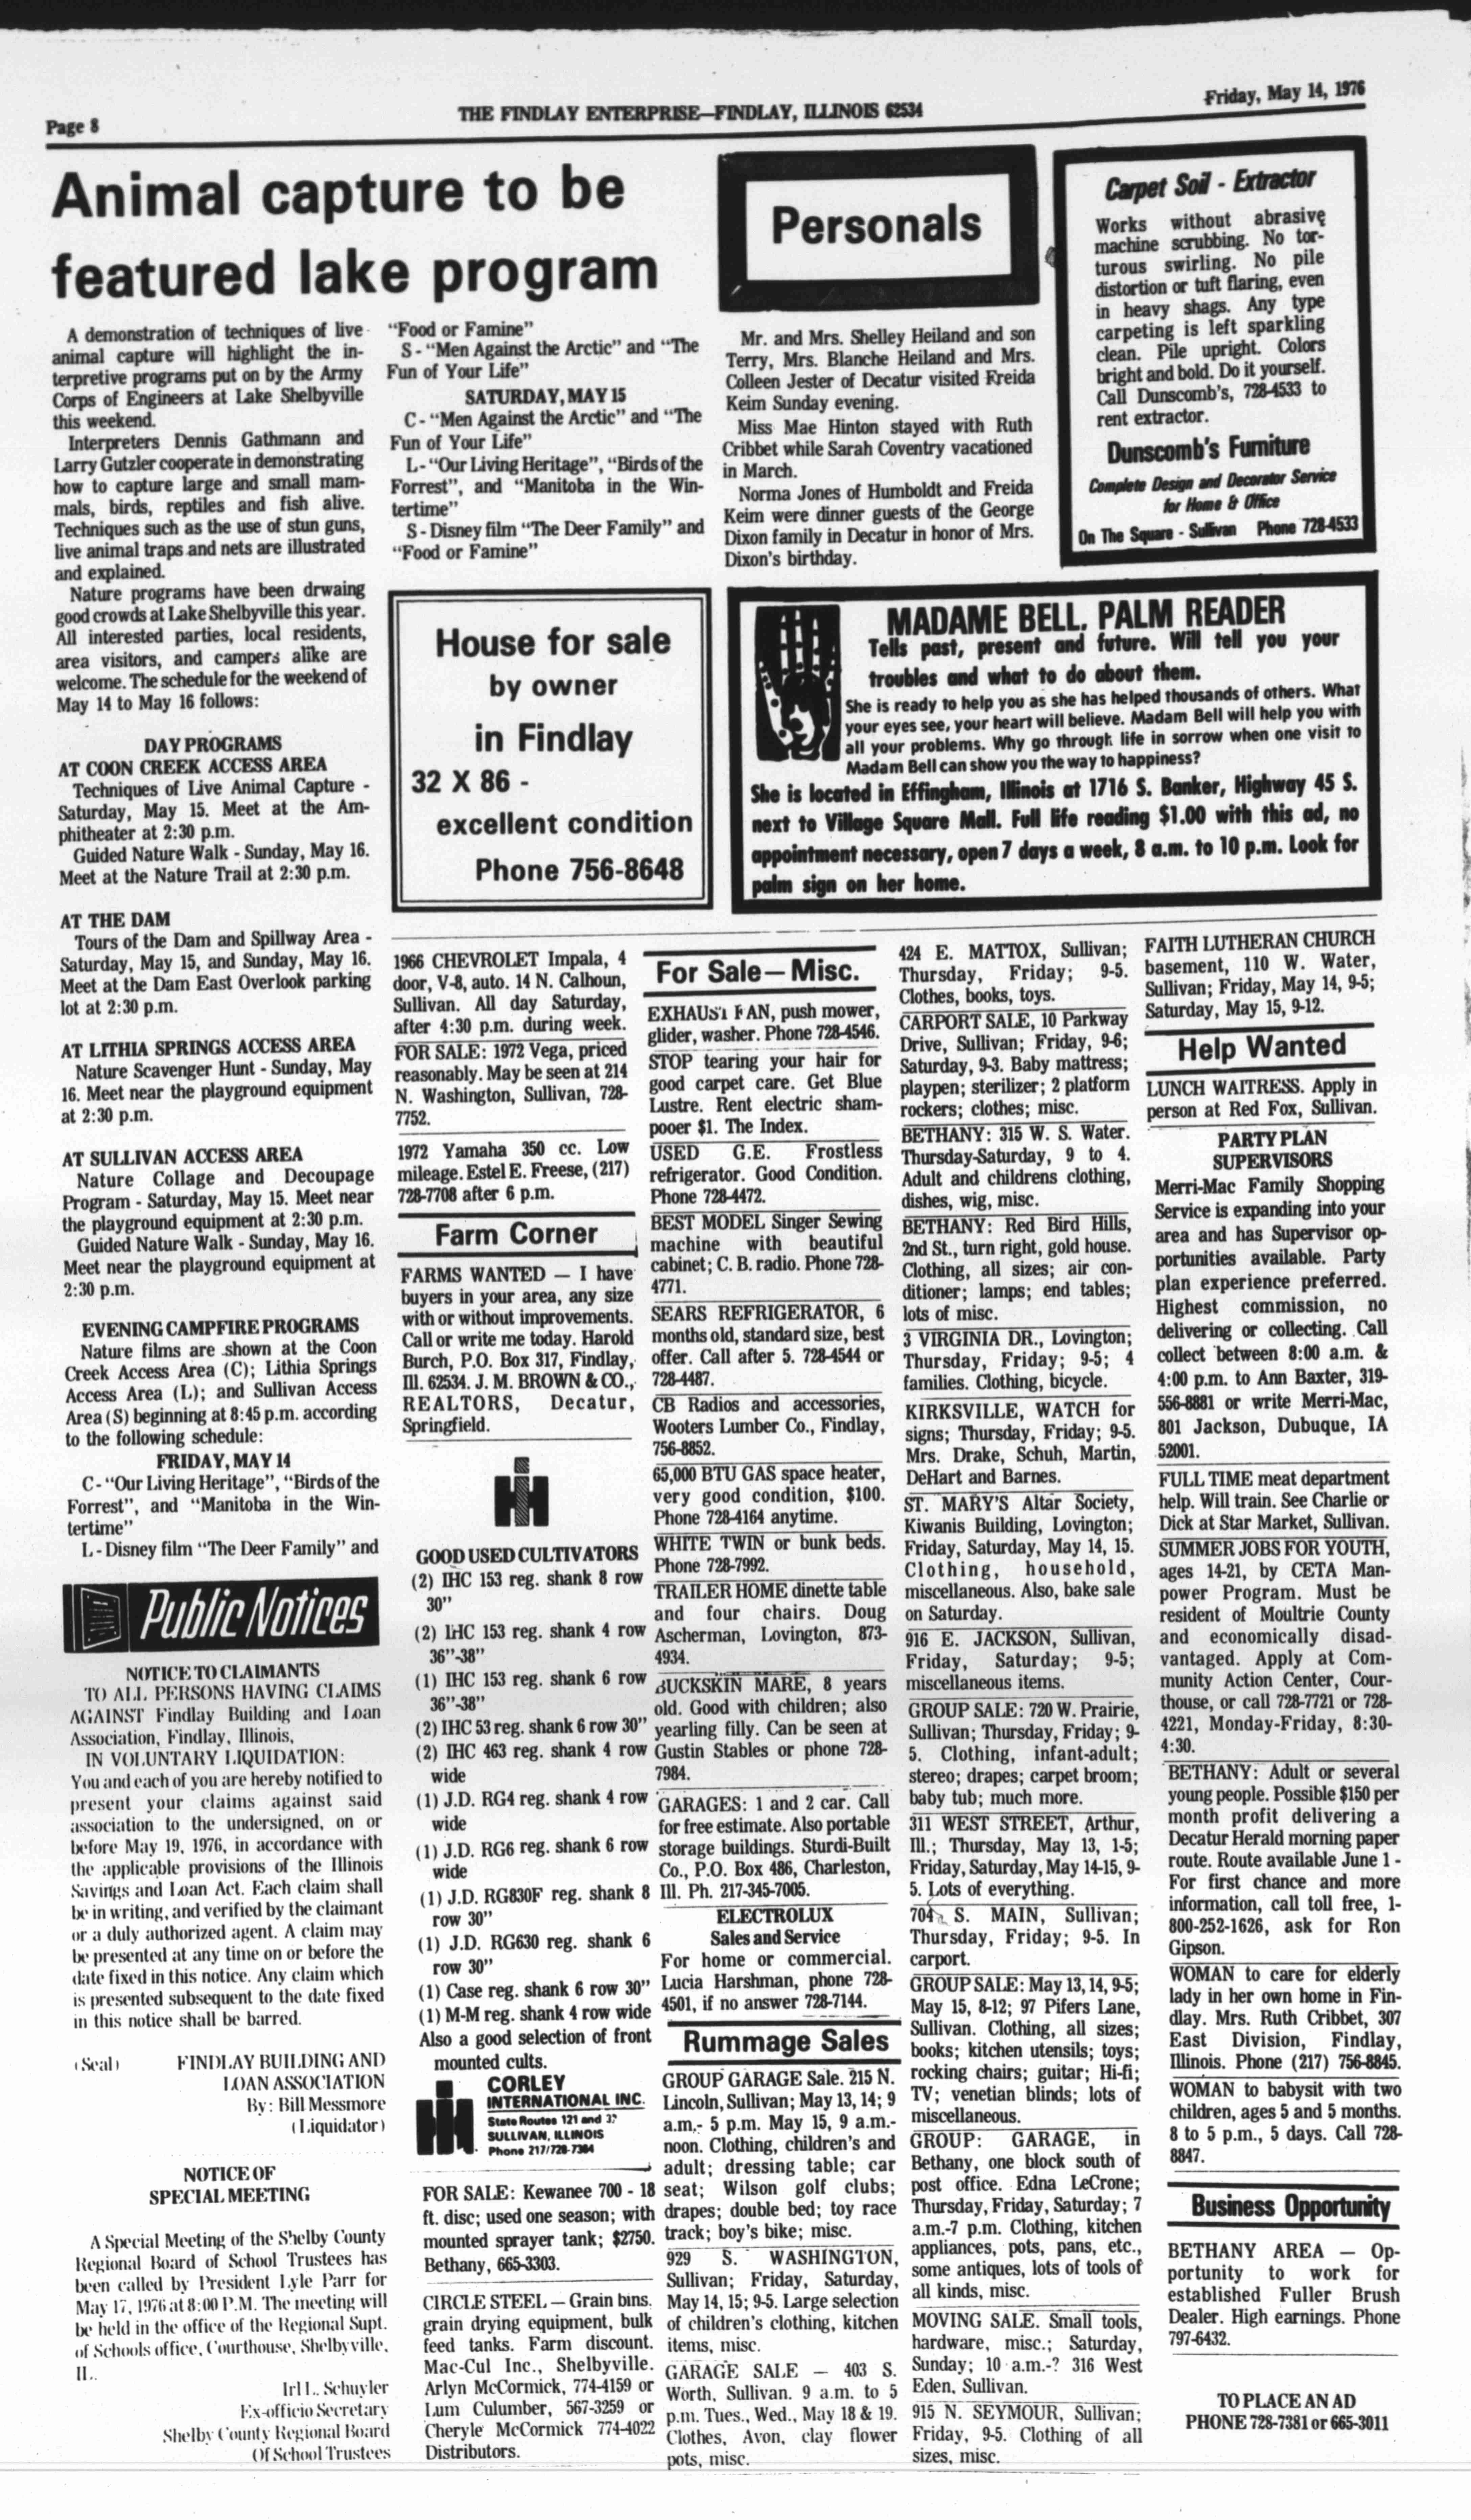 Page 8
THE FINDLAY ENTERPRISE—FINDLAY, ILLINOIS 62534
Friday, May 14, 1976
Animal capture to be
featured lake program
A demonstration of techniques of live
animal capture will highlight the in-
terpretive programs put on by the Army
Corps of Engineers at Lake Shelbyville
this weekend.
Interpreters Dennis Gathmann and
Larry Gutzler cooperate in demonstrating
how to capture large and small mam-
mals, birds, reptiles and fish alive.
Techniques such as the use of stun guns,
live animal traps and nets are illustrated
and explained.
Nature programs have been drwaing
good crowds at Lake Shelbyville this year.
All interested parties, local residents,
area visitors, and campers alike are
welcome. The schedule for the weekend of
May 14 to May 16 follows:
DAY PROGRAMS
AT COON CREEK ACCESS AREA
Techniques of Live Animal Capture -
Saturday, May 15. Meet at the Am-
phitheater at 2:30 p.m.
Guided Nature Walk - Sunday, May 16.
Meet at the Nature Trail at 2:30 p.m.
AT THE DAM
Tours of the Dam and Spillway Area -
Saturday, May 15, and Sunday, May 16.
Meet at the Dam East Overlook parking
lot at 2:30 p.m.
AT LITHIA SPRINGS ACCESS AREA
Nature Scavenger Hunt - Sunday, May
16. Meet near the playground equipment
at 2:30 p.m.
AT SULLIVAN ACCESS AREA
Nature Collage and Decoupage
Program - Saturday, May 15. Meet near
the playground equipment at 2:30 p.m.
Guided Nature Walk - Sunday, May 16.
Meet near the playground equipment at
2:30 p.m.
EVENING CAMPFIRE PROGRAMS
Nature films are shown at the Coon
Creek Access Area (C); Lithia Springs
Access Area (L); and Sullivan Access
Area (S) beginning at 8:45 p.m. according
to the following schedule:
FRIDAY, MAY 14
C - "Our Living Heritage", "Birds of the
Forrest", and "Manitoba in the Win-
tertime"
L - Disney film "The Deer Family" and
"Food or Famine"
S - "Men Against the Arctic" and "The
Fun of Your Life"
SATURDAY, MAY 15
C - "Men Against the Arctic" and "The
Fun of Your Life"
L - "Our Living Heritage", "Birds of the
Forrest", and "Manitoba in the Win-
tertime"
S - Disney film "The Deer Family" and
"Food or Famine"
Personals
Mr. and Mrs. Shelley Heiland and son
Terry, Mrs. Blanche Heiland and Mrs.
Colleen Jester of Decatur visited Freida
Keim Sunday evening.
Miss Mae Hinton stayed with Ruth
Cribbet while Sarah Coventry vacationed
in March.
Norma Jones of Humboldt and Freida
Keim were dinner guests of the George
Dixon family in Decatur in honor of Mrs.
Dixon's birthday.
Carpet Soil - Extractor
Works without abrasive
machine scrubbing. No tor-
turous swirling. No pile
distortion or tuft flaring, even
in heavy shags. Any type
carpeting is left sparkling
clean. Pile upright. Colors
bright and bold. Do it yourself.
Call Dunscomb's, 728-4533 to
rent extractor.
Dunscomb's Furniture
Complete Design and Decorator Service
for Home & Office
On The Square - Sullivan Phone 728-4533
House for sale
by owner
in Findlay
32 X 86 -
excellent condition
Phone 756-8648
MADAME BELL, PALM READER
Tells past, present and future. Will tell you your
troubles and what to do about them.
She is ready to help you as she has helped thousands of others. What
your eyes see, your heart will believe. Madam Bell will help you with
all your problems. Why go through life in sorrow when one visit to
Madam Bell can show you the way to happiness?
She is located in Effingham, Illinois at 1716 S. Banker, Highway 45 S.
next to Village Square Mall. Full life reading $1.00 with this ad, no
appointment necessary, open 7 days a week, 8 a.m. to 10 p.m. Look for
palm sign on her home.
Public Notices
NOTICE TO CLAIMANTS
TO ALL PERSONS HAVING CLAIMS
AGAINST Findlay Building and Loan
Association, Findlay, Illinois,
IN VOLUNTARY LIQUIDATION:
You and each of you are hereby notified to
present your claims against said
association to the undersigned, on or
before May 19, 1976, in accordance with
the applicable provisions of the Illinois
Savings and Loan Act. Each claim shall
be in writing, and verified by the claimant
or a duly authorized agent. A claim may
be presented at any time on or before the
date fixed in this notice. Any claim which
is presented subsequent to the date fixed
in this notice shall be barred.
(Seal) FINDLAY BUILDING AND
LOAN ASSOCIATION
By: Bill Messmore
(Liquidator)
NOTICE OF
SPECIAL MEETING
A Special Meeting of the Shelby County
Regional Board of School Trustees has
been called by President Lyle Parr for
May 17, 1976 at 8:00 P.M. The meeting will
be held in the office of the Regional Supt.
of Schools office, Courthouse, Shelbyville,
IL.
Irl L. Schuyler
Ex-officio Secretary
Shelby County Regional Board
Of School Trustees
1966 CHEVROLET Impala, 4
door, V-8, auto. 14 N. Calhoun,
Sullivan. All day Saturday,
after 4:30 p.m. during week.
FOR SALE: 1972 Vega, priced
reasonably. May be seen at 214
N. Washington, Sullivan, 728-
7752.
1972 Yamaha 350 cc. Low
mileage. Estel E. Freese, (217)
728-7708 after 6 p.m.
Farm Corner
FARMS WANTED — I have
buyers in your area, any size
with or without improvements.
Call or write me today. Harold
Burch, P.O. Box 317, Findlay,
Ill. 62534. J. M. BROWN & CO.,
REALTORS, Decatur,
Springfield.
GOOD USED CULTIVATORS
(2) IHC 153 reg. shank 8 row
30"
(2) IHC 153 reg. shank 4 row
36"-38"
(1) IHC 153 reg. shank 6 row
36"-38"
(2) IHC 53 reg. shank 6 row 30"
(2) IHC 463 reg. shank 4 row
wide
(1) J.D. RG4 reg. shank 4 row
wide
(1) J.D. RG6 reg. shank 6 row
wide
(1) J.D. RG830F reg. shank 8
row 30"
(1) J.D. RG630 reg. shank 6
row 30"
(1) Case reg. shank 6 row 30"
(1) M-M reg. shank 4 row wide
Also a good selection of front
mounted cults.
CORLEY
INTERNATIONAL INC.
State Routes 121 and
SULLIVAN, ILLINOIS
Phone 217/728-7384
FOR SALE: Kewanee 700 - 18
ft. disc; used one season; with
mounted sprayer tank; $2750.
Bethany, 665-3303.
CIRCLE STEEL — Grain bins,
grain drying equipment, bulk
feed tanks. Farm discount.
Mac-Cul Inc., Shelbyville.
Arlyn McCormick, 774-4159 or
Lum Culumber, 567-3259 or
Cheryle McCormick 774-4022
Distributors.
For Sale—Misc.
EXHAUST FAN, push mower,
glider, washer. Phone 728-4546.
STOP tearing your hair for
good carpet care. Get Blue
Lustre. Rent electric sham-
pooer $1. The Index.
USED G.E. Frostless
refrigerator. Good Condition.
Phone 728-4472.
BEST MODEL Singer Sewing
machine with beautiful
cabinet; C. B. radio. Phone 728-
4771.
SEARS REFRIGERATOR, 6
months old, standard size, best
offer. Call after 5. 728-4544 or
728-4487.
CB Radios and accessories,
Wooters Lumber Co., Findlay,
756-8852.
65,000 BTU GAS space heater,
very good condition, $100.
Phone 728-4164 anytime.
WHITE TWIN or bunk beds.
Phone 728-7992.
TRAILER HOME dinette table
and four chairs. Doug
Ascherman, Lovington, 873-
4934.
BUCKSKIN MARE, 8 years
old. Good with children; also
yearling filly. Can be seen at
Gustin Stables or phone 728-
7984.
GARAGES: 1 and 2 car. Call
for free estimate. Also portable
storage buildings. Sturdi-Built
Co., P.O. Box 486, Charleston,
Ill. Ph. 217-345-7005.
ELECTROLUX
Sales and Service
For home or commercial.
Lucia Harshman, phone 728-
4501, if no answer 728-7144.
Rummage Sales
GROUP GARAGE Sale. 215 N.
Lincoln, Sullivan; May 13, 14; 9
a.m.- 5 p.m. May 15, 9 a.m.-
noon. Clothing, children's and
adult; dressing table; car
seat; Wilson golf clubs;
drapes; double bed; toy race
track; boy's bike; misc.
929 S. WASHINGTON,
Sullivan; Friday, Saturday,
May 14, 15; 9-5. Large selection
of children's clothing, kitchen
items, misc.
GARAGE SALE — 403 S.
Worth, Sullivan. 9 a.m. to 5
p.m. Tues., Wed., May 18 & 19.
Clothes, Avon, clay flower
pots, misc.
424 E. MATTOX, Sullivan;
Thursday, Friday; 9-5.
Clothes, books, toys.
CARPORT SALE, 10 Parkway
Drive, Sullivan; Friday, 9-6;
Saturday, 9-3. Baby mattress;
playpen; sterilizer; 2 platform
rockers; clothes; misc.
BETHANY: 315 W. S. Water.
Thursday-Saturday, 9 to 4.
Adult and childrens clothing,
dishes, wig, misc.
BETHANY: Red Bird Hills,
2nd St., turn right, gold house.
Clothing, all sizes; air con-
ditioner; lamps; end tables;
lots of misc.
3 VIRGINIA DR., Lovington;
Thursday, Friday; 9-5; 4
families. Clothing, bicycle.
KIRKSVILLE, WATCH for
signs; Thursday, Friday; 9-5.
Mrs. Drake, Schuh, Martin,
DeHart and Barnes.
ST. MARY'S Altar Society,
Kiwanis Building, Lovington;
Friday, Saturday, May 14, 15.
Clothing, household,
miscellaneous. Also, bake sale
on Saturday.
916 E. JACKSON, Sullivan,
Friday, Saturday; 9-5;
miscellaneous items.
GROUP SALE: 720 W. Prairie,
Sullivan; Thursday, Friday; 9-
5. Clothing, infant-adult;
stereo; drapes; carpet broom;
baby tub; much more.
311 WEST STREET, Arthur,
Ill.; Thursday, May 13, 1-5;
Friday, Saturday, May 14-15, 9-
5. Lots of everything.
704 S. MAIN, Sullivan;
Thursday, Friday; 9-5. In
carport.
GROUP SALE: May 13, 14, 9-5;
May 15, 8-12; 97 Pifers Lane,
Sullivan. Clothing, all sizes;
books; kitchen utensils; toys;
rocking chairs; guitar; Hi-fi;
TV; venetian blinds; lots of
miscellaneous.
GROUP: GARAGE, in
Bethany, one block south of
post office. Edna LeCrone;
Thursday, Friday, Saturday; 7
a.m.-7 p.m. Clothing, kitchen
appliances, pots, pans, etc.,
some antiques, lots of tools of
all kinds, misc.
MOVING SALE. Small tools,
hardware, misc.; Saturday,
Sunday; 10 a.m.-? 316 West
Eden, Sullivan.
915 N. SEYMOUR, Sullivan;
Friday, 9-5. Clothing of all
sizes, misc.
FAITH LUTHERAN CHURCH
basement, 110 W. Water,
Sullivan; Friday, May 14, 9-5;
Saturday, May 15, 9-12.
Help Wanted
LUNCH WAITRESS. Apply in
person at Red Fox, Sullivan.
PARTY PLAN
SUPERVISORS
Merri-Mac Family Shopping
Service is expanding into your
area and has Supervisor op-
portunities available. Party
plan experience preferred.
Highest commission, no
delivering or collecting. Call
collect between 8:00 a.m. &
4:00 p.m. to Ann Baxter, 319-
556-8881 or write Merri-Mac,
801 Jackson, Dubuque, IA
52001.
FULL TIME meat department
help. Will train. See Charlie or
Dick at Star Market, Sullivan.
SUMMER JOBS FOR YOUTH,
ages 14-21, by CETA Man-
power Program. Must be
resident of Moultrie County
and economically disad-
vantaged. Apply at Com-
munity Action Center, Cour-
thouse, or call 728-7721 or 728-
4221, Monday-Friday, 8:30-
4:30.
BETHANY: Adult or several
young people. Possible $150 per
month profit delivering a
Decatur Herald morning paper
route. Route available June 1 -
For first chance and more
information, call toll free, 1-
800-252-1626, ask for Ron
Gipson.
WOMAN to care for elderly
lady in her own home in Fin-
dlay. Mrs. Ruth Cribbet, 307
East Division, Findlay,
Illinois. Phone (217) 756-8845.
WOMAN to babysit with two
children, ages 5 and 5 months.
8 to 5 p.m., 5 days. Call 728-
8847.
Business Opportunity
BETHANY AREA — Op-
portunity to work for
established Fuller Brush
Dealer. High earnings. Phone
797-6432.
TO PLACE AN AD
PHONE 728-7381 or 665-3011